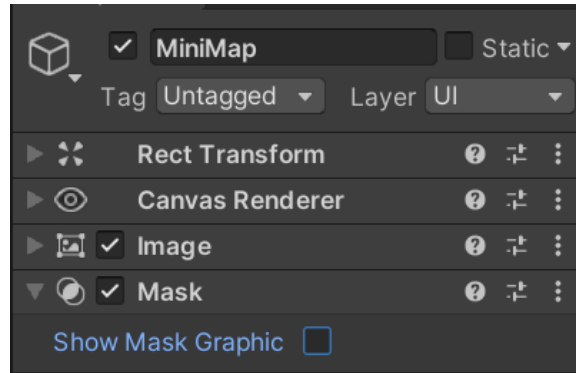 MiniMap Static
Tag Untagged Layer UI
Rect Transform
Canvas Renderer
Image
Mask
Show Mask Graphic